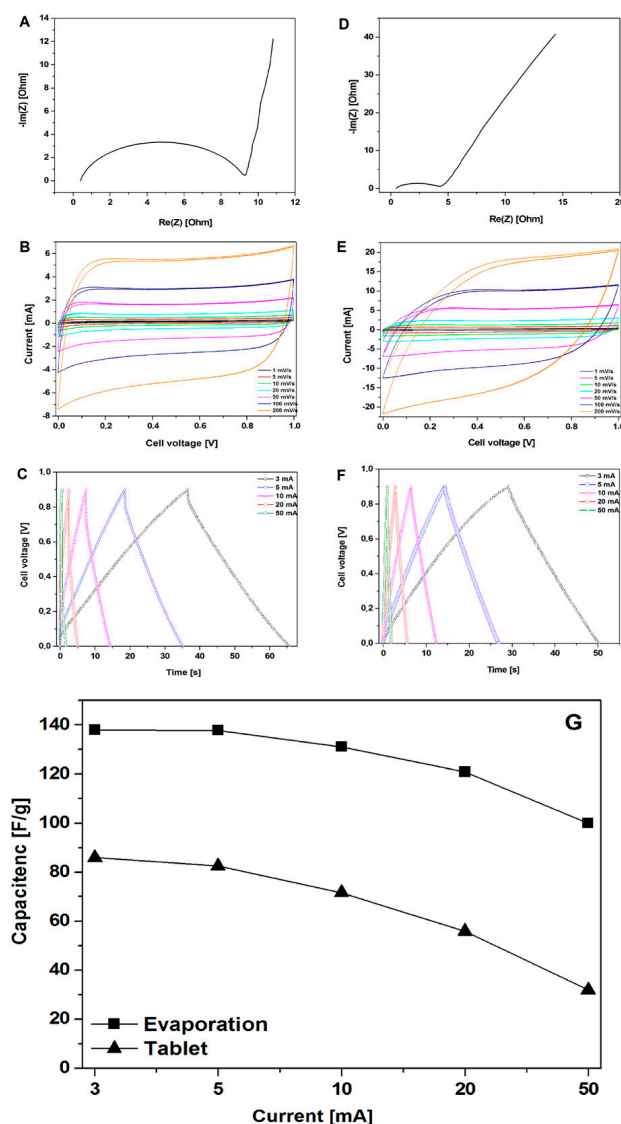 A
-Im(Z) [Ohm]
14
12
10
8
6
4
2
0
0 2 4 6 8 10 12
Re(Z) [Ohm]
D
-Im(Z) [Ohm]
40
30
20
10
0
0 5 10 15 20
Re(Z) [Ohm]
B
Current [mA]
6
4
2
0
-2
-4
-6
-8
0.0 0.2 0.4 0.6 0.8 1.0
Cell voltage [V]
1 mV/s
5 mV/s
10 mV/s
20 mV/s
50 mV/s
100 mV/s
200 mV/s
E
Current [mA]
20
15
10
5
0
-5
-10
-15
-20
0.0 0.2 0.4 0.6 0.8 1.0
Cell voltage [V]
1 mV/s
5 mV/s
10 mV/s
20 mV/s
50 mV/s
100 mV/s
200 mV/s
C
Cell voltage [V]
1,0
0,8
0,6
0,4
0,2
0,0
0 10 20 30 40 50 60
Time [s]
3 mA
5 mA
10 mA
20 mA
50 mA
F
Cell voltage [V]
1,0
0,8
0,6
0,4
0,2
0,0
0 10 20 30 40 50
Time [s]
3 mA
5 mA
10 mA
20 mA
50 mA
G
Capacitenc [F/g]
140
120
100
80
60
40
20
0
Evaporation
Tablet
3 5 10 20 50
Current [mA]